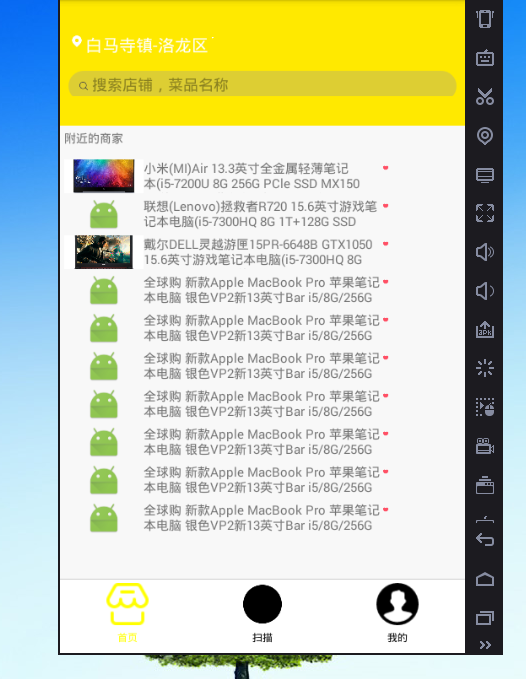 白马寺镇-洛龙区
搜索店铺，菜品名称
附近的商家
小米(MI)Air 13.3英寸全金属轻薄笔记
本(i5-7200U 8G 256G PCle SSD MX150
联想(Lenovo)拯救者R720 15.6英寸游戏笔
记本电脑(i5-7300HQ 8G 1T+128G SSD
戴尔DELL灵越游匣15PR-6648B GTX1050
15.6英寸游戏笔记本电脑(i5-7300HQ 8G
全球购 新款Apple MacBook Pro 苹果笔记
本电脑 银色VP2新13英寸Bar i5/8G/256G
全球购 新款Apple MacBook Pro 苹果笔记
本电脑 银色VP2新13英寸Bar i5/8G/256G
全球购 新款Apple MacBook Pro 苹果笔记
本电脑 银色VP2新13英寸Bar i5/8G/256G
全球购 新款Apple MacBook Pro 苹果笔记
本电脑 银色VP2新13英寸Bar i5/8G/256G
全球购 新款Apple MacBook Pro 苹果笔记
本电脑 银色VP2新13英寸Bar i5/8G/256G
全球购 新款Apple MacBook Pro 苹果笔记
本电脑 银色VP2新13英寸Bar i5/8G/256G
全球购 新款Apple MacBook Pro 苹果笔记
本电脑 银色VP2新13英寸Bar i5/8G/256G
首页
扫描
我的